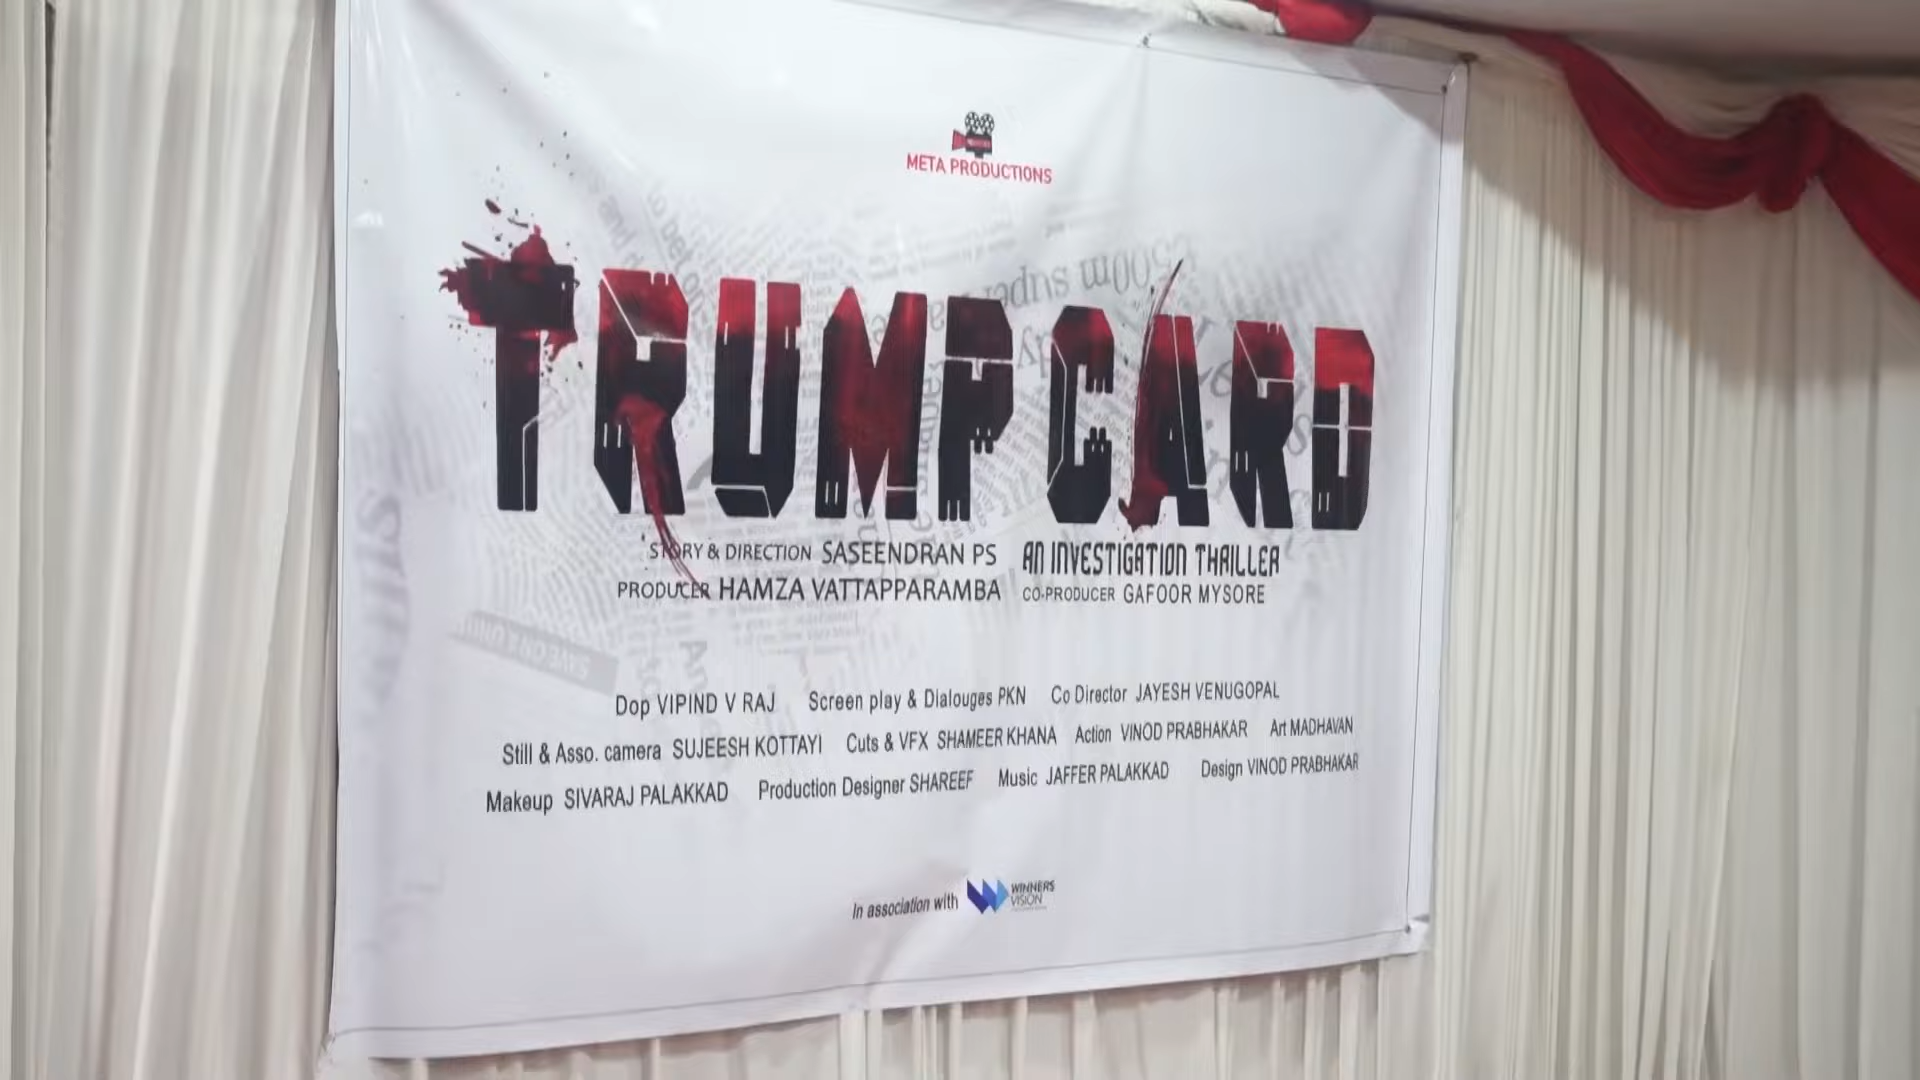 META PRODUCTIONS
TRUMP CARD
STORY & DIRECTION SASEENDRAN PS AN INVESTIGATION THRILLER
PRODUCER HAMZA VATTAPPARAMBA CO-PRODUCER GAFOOR MYSORE
Dop VIPIND V RAJ Screen play & Dialouges PKN Co Director JAYESH VENUGOPAL
Still & Asso. camera SUJEESH KOTTAYI Cuts & VFX SHAMEER KHANA Action VINOD PRABHAKAR Art MADHAVAN
Makeup SIVARAJ PALAKKAD Production Designer SHAREEF Music JAFFER PALAKKAD Design VINOD PRABHAKAR
In association with WINNERS VISION